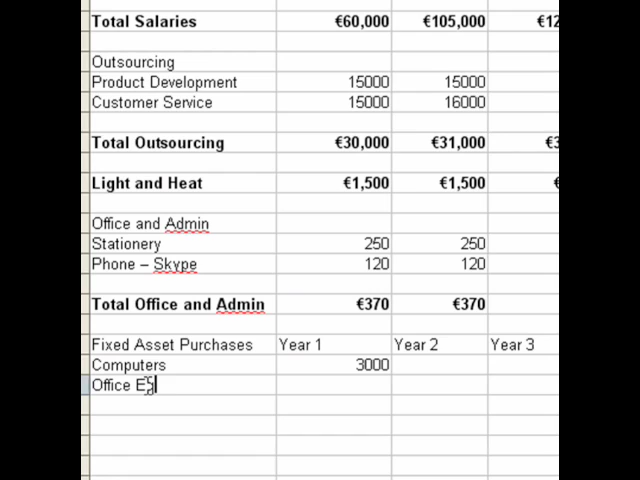 Total Salaries €60,000 €105,000 €12
Outsourcing
Product Development 15000 15000
Customer Service 15000 16000
Total Outsourcing €30,000 €31,000 €3
Light and Heat €1,500 €1,500 €
Office and Admin
Stationery 250 250
Phone – Skype 120 120
Total Office and Admin €370 €370
Fixed Asset Purchases Year 1 Year 2 Year 3
Computers 3000
Office